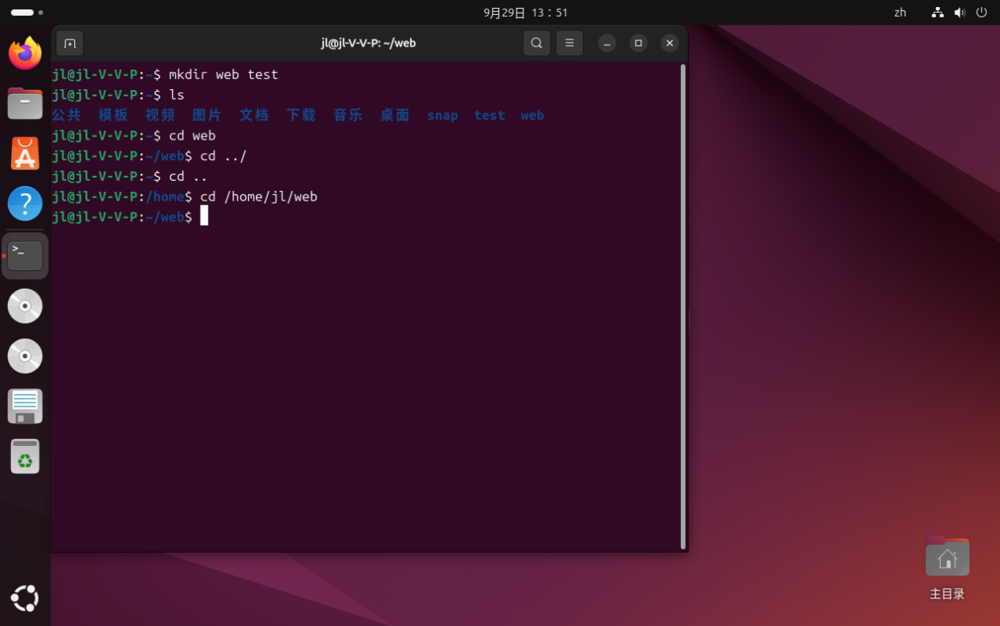 9月29日 13：51
zh
jl@jl-V-V-P: ~/web
jl@jl-V-V-P:~$ mkdir web test
jl@jl-V-V-P:~$ ls
公共 模板 视频 图片 文档 下载 音乐 桌面 snap test web
jl@jl-V-V-P:~$ cd web
jl@jl-V-V-P:~/web$ cd ../
jl@jl-V-V-P:~$ cd ..
jl@jl-V-V-P:/home$ cd /home/jl/web
jl@jl-V-V-P:~/web$
主目录